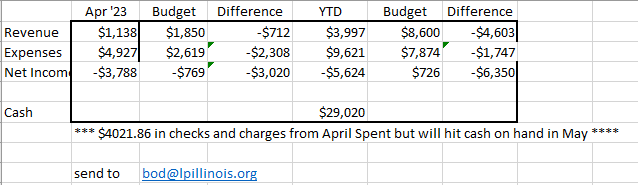 Apr '23 Budget Difference YTD Budget Difference
Revenue $1,138 $1,850 -$712 $3,997 $8,600 -$4,603
Expenses $4,927 $2,619 -$2,308 $9,621 $7,874 -$1,747
Net Incom -$3,788 -$769 -$3,020 -$5,624 $726 -$6,350
Cash $29,020
*** $4021.86 in checks and charges from April Spent but will hit cash on hand in May ****
send to bod@lpillinois.org